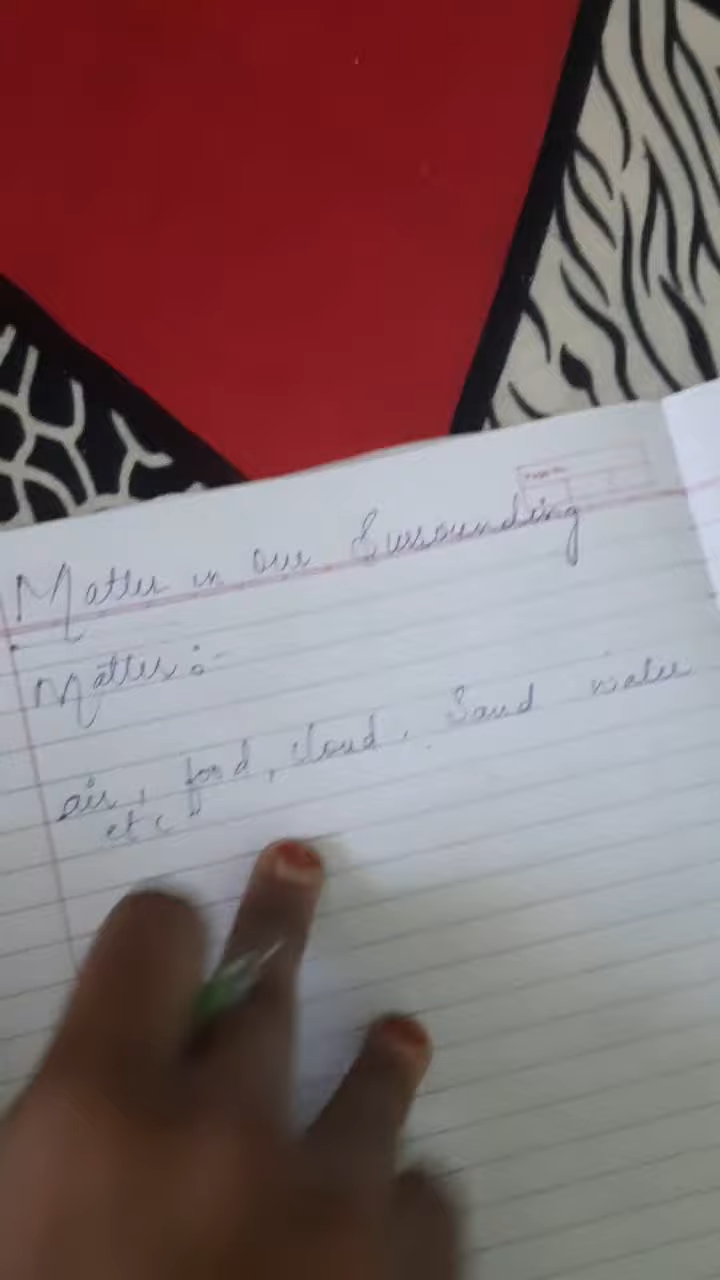 Matter in our Surrounding
Matter :-
air, food, cloud, Sand water
etc "